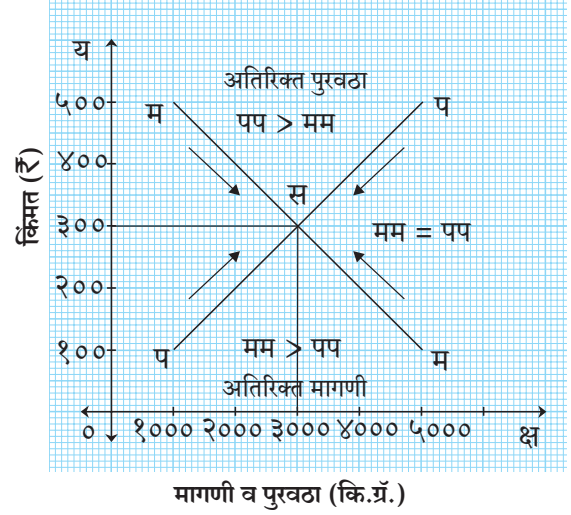 य
अतिरिक्त पुरवठा
५००
म
प
पप > मम
४००
स
किंमत (₹)
३००
मम = पप
२००
मम > पप
१००
प
म
अतिरिक्त मागणी
० १००० २००० ३००० ४००० ५००० क्ष
मागणी व पुरवठा (कि.ग्रॅ.)